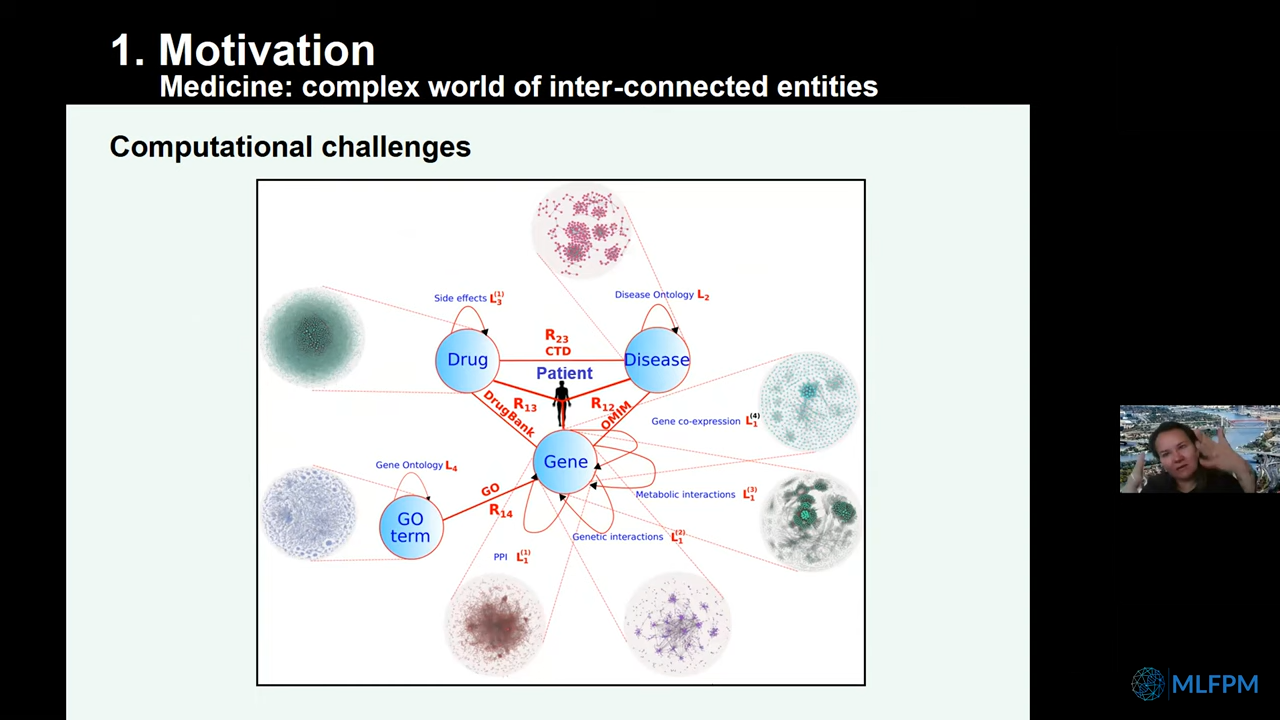 1. Motivation
Medicine: complex world of inter-connected entities
Computational challenges
Side effects L3(1)
Disease Ontology L2
R23
CTD
Drug
Disease
Patient
R13
R12
DrugBank
OMIM
Gene co-expression L1(4)
Gene
Gene Ontology L4
Metabolic interactions L1(3)
GO
R14
GO
term
Genetic interactions L1(2)
PPI L1(1)
MLFPM